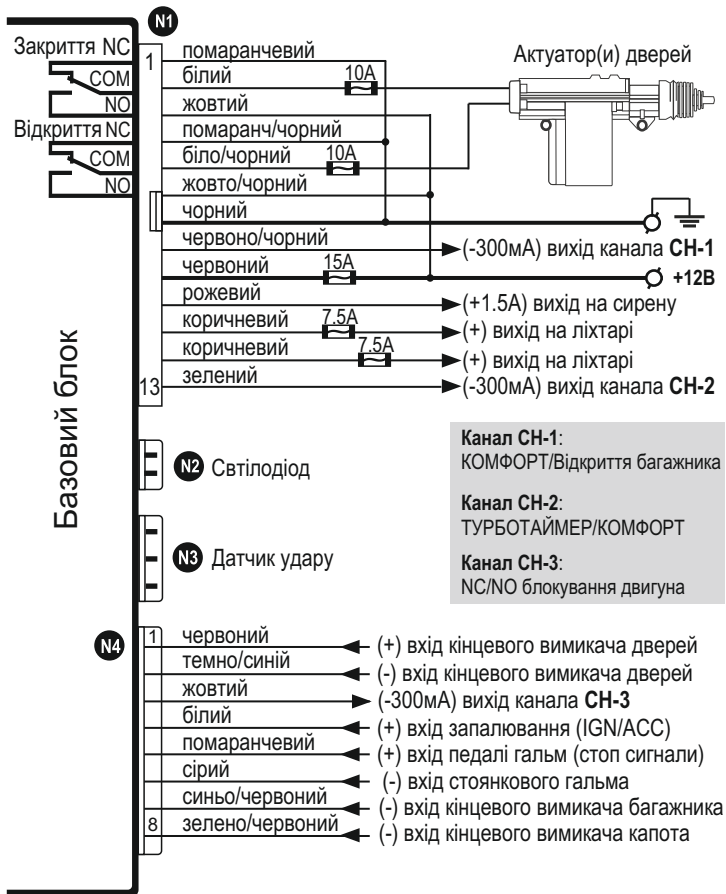 N1
Закриття NC
COM
NO
Відкриття NC
COM
NO
1
помаранчевий
білий
10A
жовтий
помаранч/чорний
біло/чорний
10A
жовто/чорний
чорний
червоно/чорний
червоний
15A
рожевий
коричневий
7.5A
коричневий
7.5A
зелений
13
Актуатор(и) дверей
(-300мА) вихід канала CH-1
+12В
(+1.5А) вихід на сирену
(+) вихід на ліхтарі
(+) вихід на ліхтарі
(-300мА) вихід канала CH-2
Базовий блок
Канал CH-1:
КОМФОРТ/Відкриття багажника
Канал CH-2:
ТУРБОТАЙМЕР/КОМФОРТ
Канал CH-3:
NC/NO блокування двигуна
N2 Свтілодіод
N3 Датчик удару
N4
1
червоний
(+) вхід кінцевого вимикача дверей
темно/синій
(-) вхід кінцевого вимикача дверей
жовтий
(-300мА) вихід канала CH-3
білий
(+) вхід запалювання (IGN/ACC)
помаранчевий
(+) вхід педалі гальм (стоп сигнали)
сірий
(-) вхід стоянкового гальма
синьо/червоний
(-) вхід кінцевого вимикача багажника
8
зелено/червоний
(-) вхід кінцевого вимикача капота